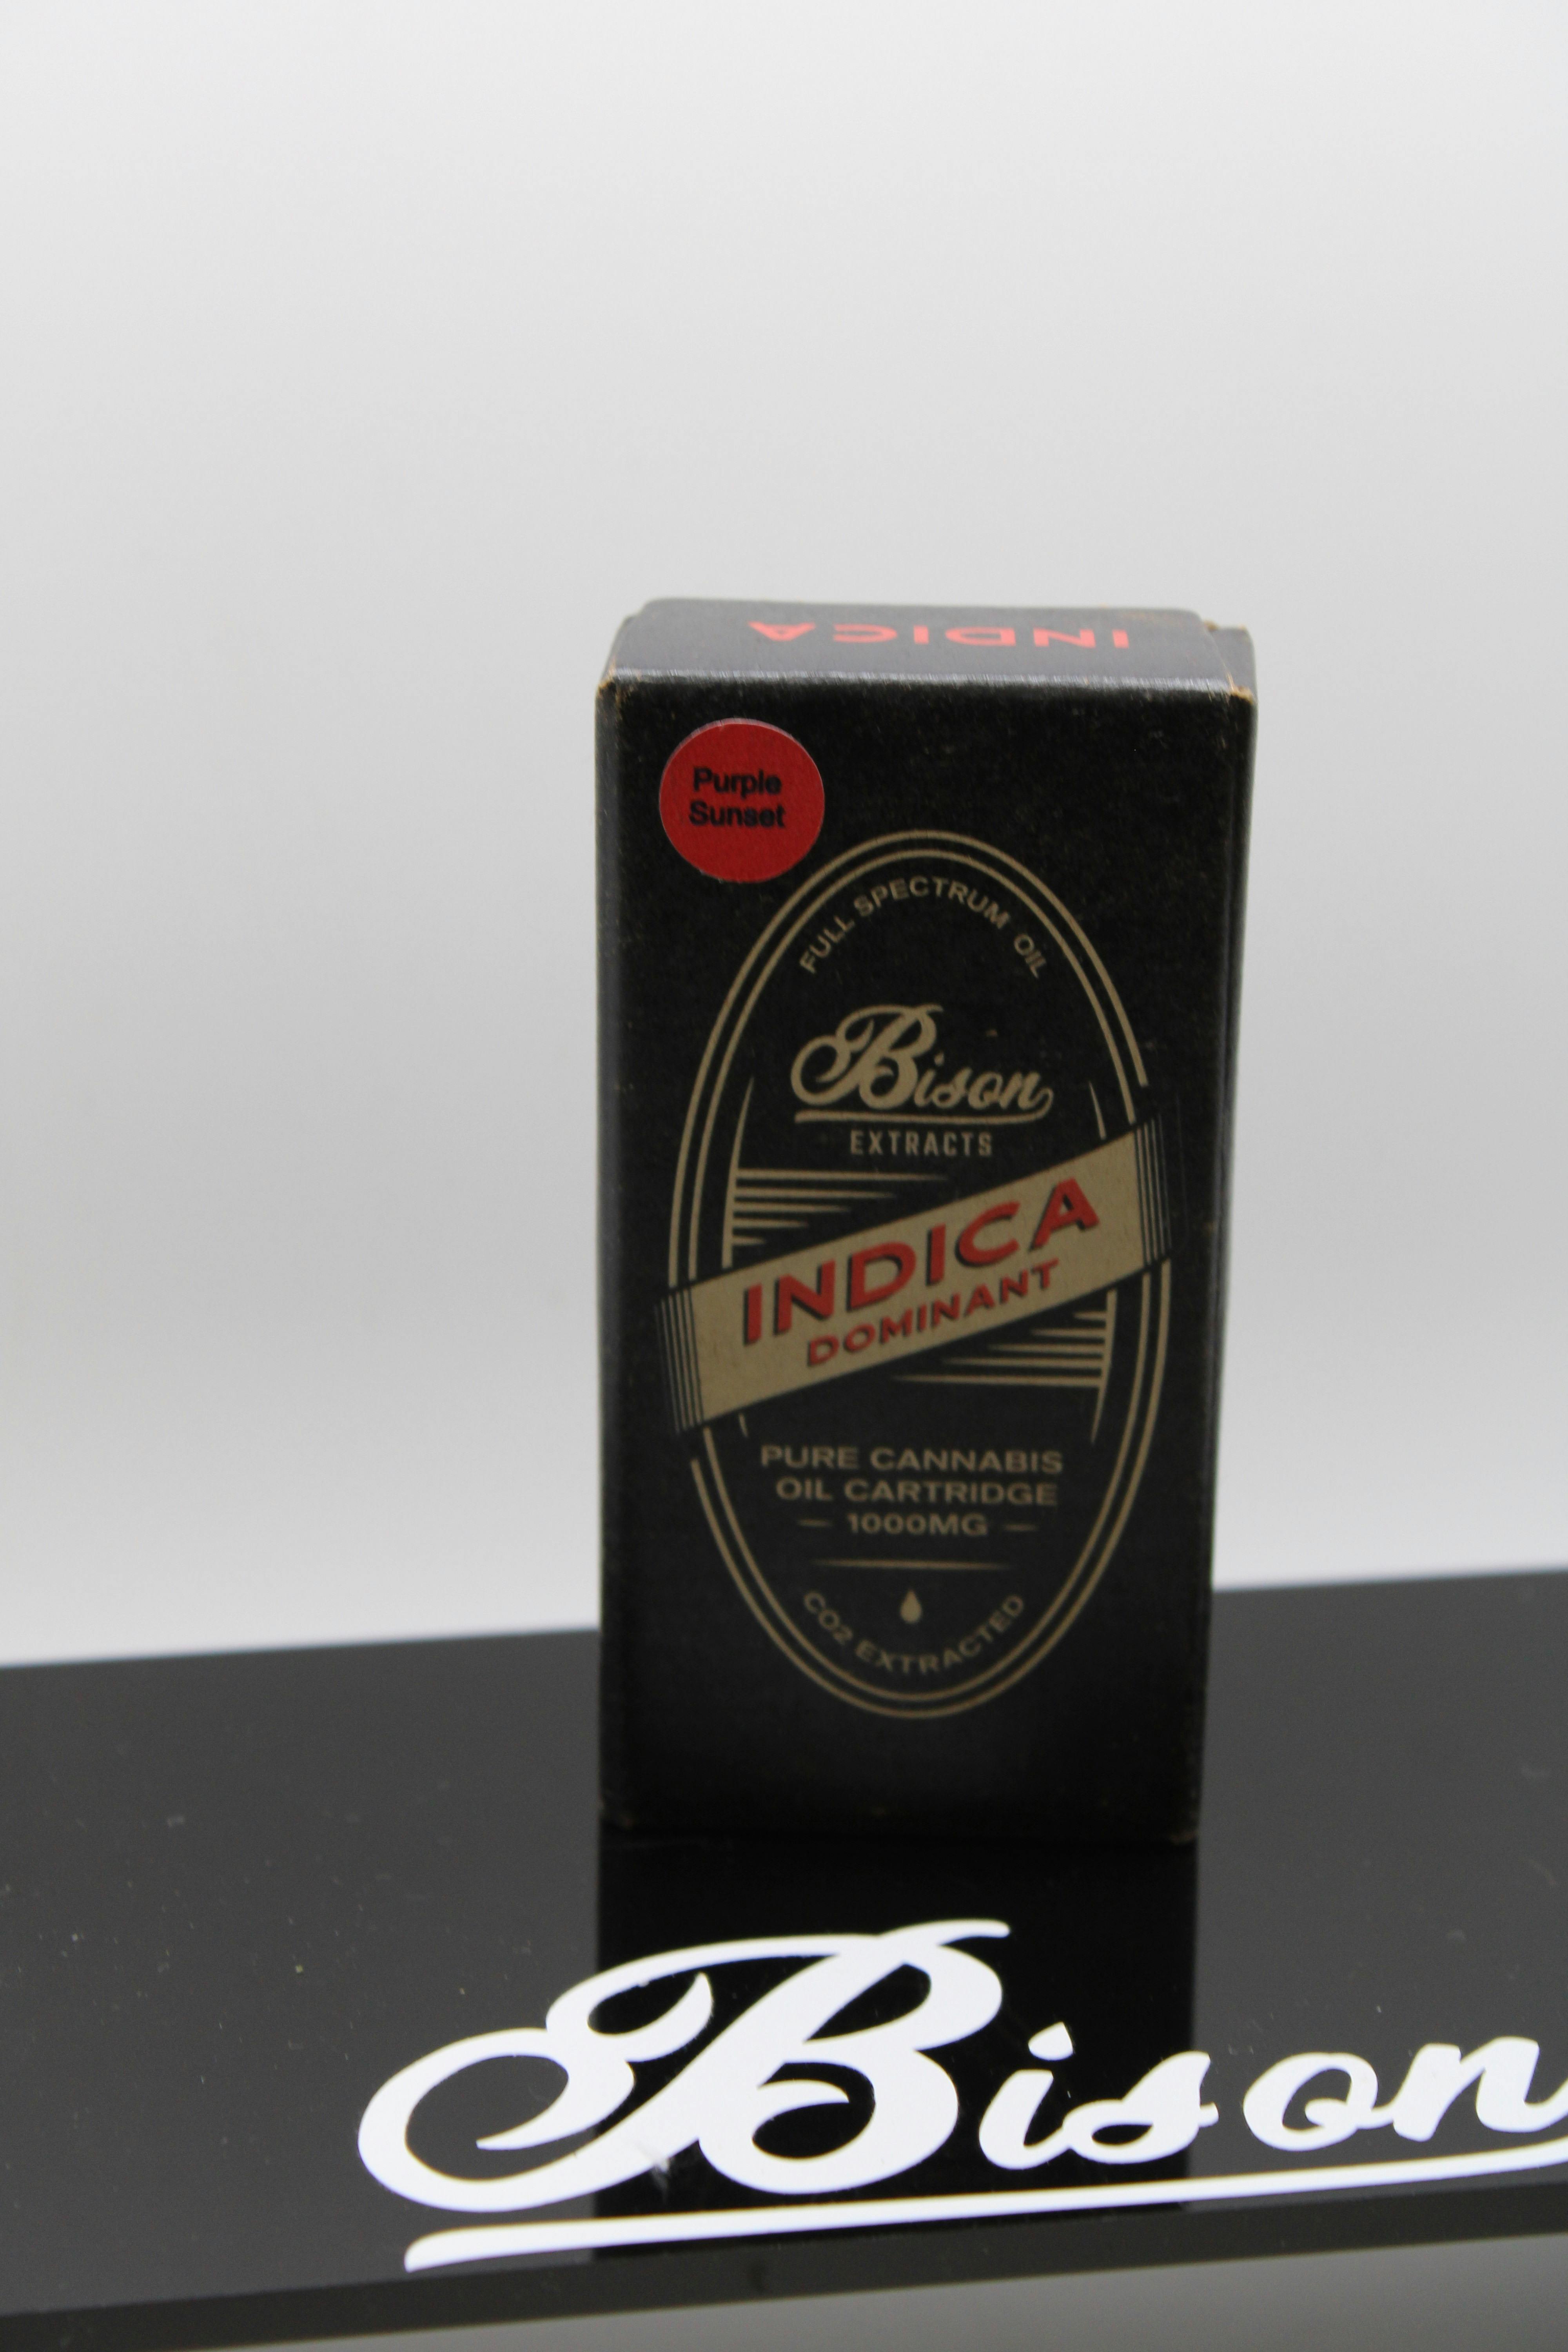 INDICA
Purple
Sunset
FULL SPECTRUM OIL
Bison
EXTRACTS
INDICA
DOMINANT
PURE CANNABIS
OIL CARTRIDGE
1000MG
CO2 EXTRACTED
Bison